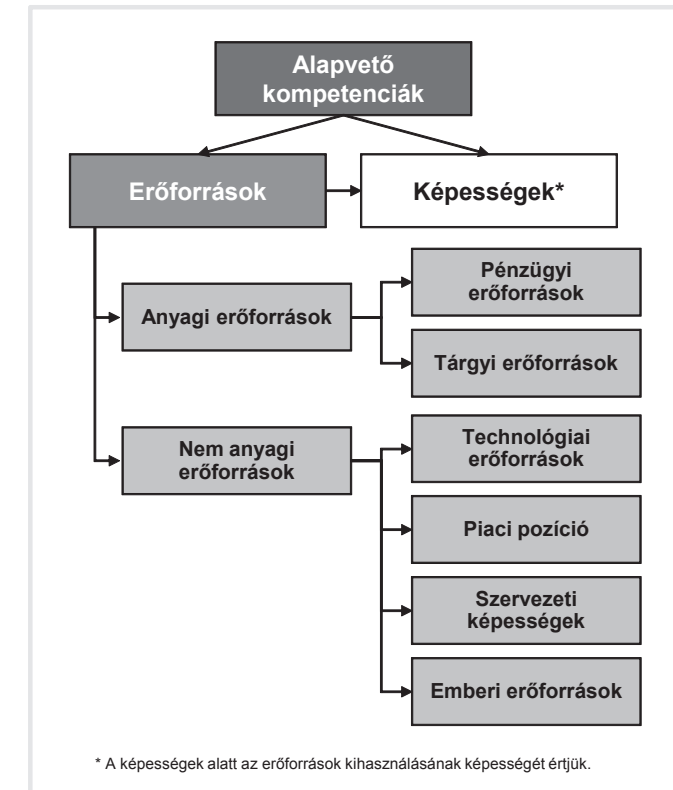 Alapvető
kompetenciák
Erőforrások
Képességek*
Anyagi erőforrások
Pénzügyi
erőforrások
Tárgyi erőforrások
Nem anyagi
erőforrások
Technológiai
erőforrások
Piaci pozíció
Szervezeti
képességek
Emberi erőforrások
* A képességek alatt az erőforrások kihasználásának képességét értjük.